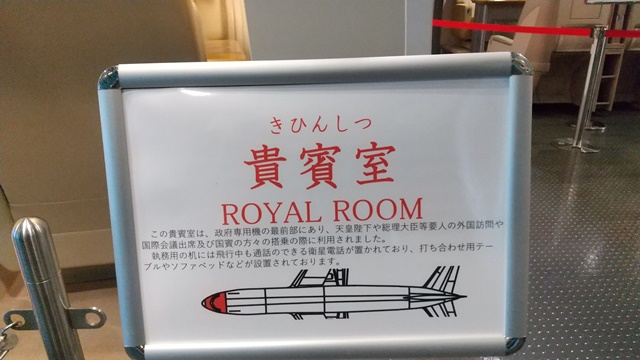 きひんしつ
貴賓室
ROYAL ROOM
この貴賓室は、政府専用機の最前部にあり、天皇陛下や総理大臣等要人の外国訪問や
国際会議出席及び国賓の方々の搭乗の際に利用されました。
執務用の机には飛行中も通話のできる衛星電話が置かれており、打ち合わせ用テー
ブルやソファベッドなどが設置されております。